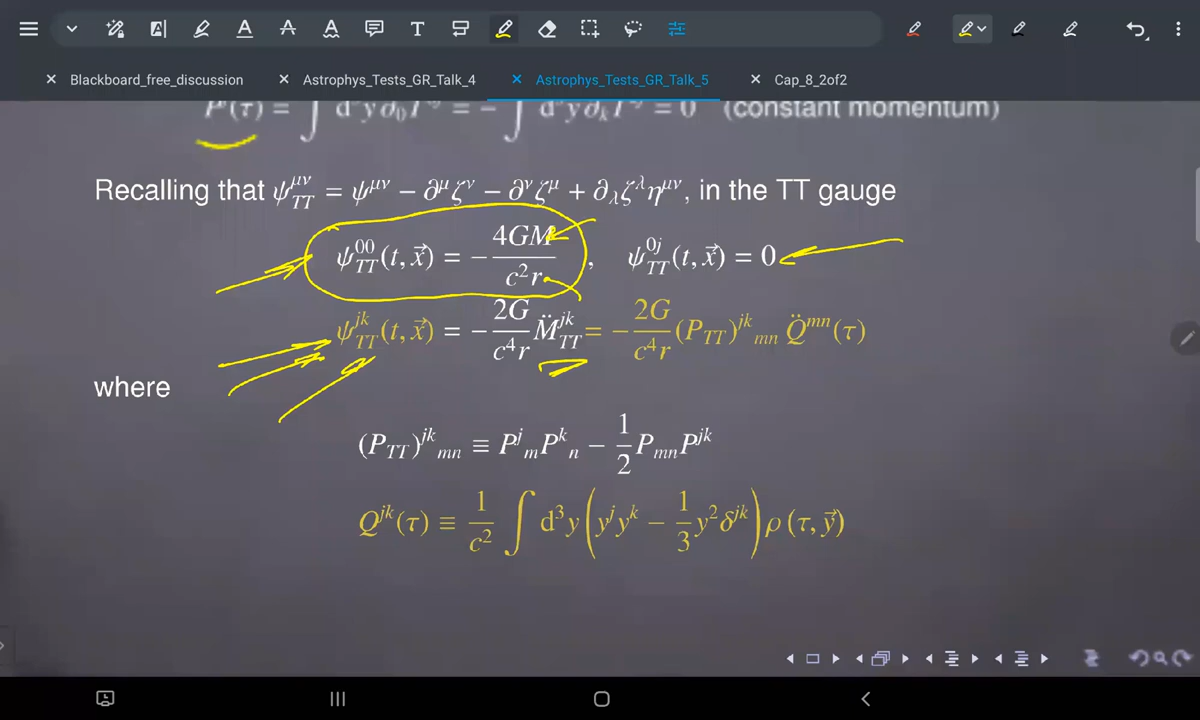 Blackboard_free_discussion Astrophys_Tests_GR_Talk_4 Astrophys_Tests_GR_Talk_5 Cap_8_2of2
(constant momentum)
Recalling that ψ^{μν}_{TT} = ψ^{μν} − ∂^μ ζ^ν − ∂^ν ζ^μ + ∂_λ ζ^λ η^{μν}, in the TT gauge
ψ^{00}_{TT}(t, x⃗) = − 4GM / c²r , ψ^{0j}_{TT}(t, x⃗) = 0
ψ^{jk}_{TT}(t, x⃗) = − 2G / c⁴r M̈^{jk}_{TT} = − 2G / c⁴r (P_{TT})^{jk}_{mn} Q̈^{mn}(τ)
where
(P_{TT})^{jk}_{mn} ≡ P^j_m P^k_n − 1/2 P_{mn} P^{jk}
Q^{jk}(τ) ≡ 1/c² ∫ d³y (y^j y^k − 1/3 y² δ^{jk}) ρ(τ, y⃗)